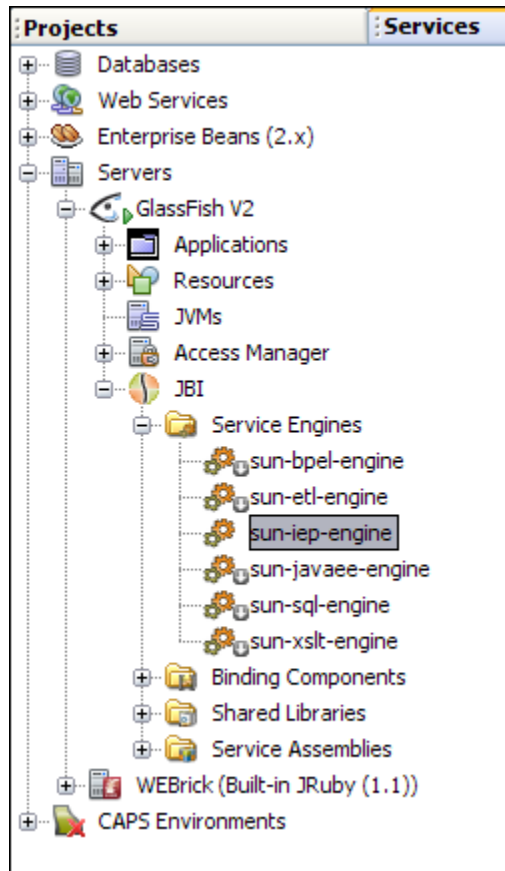 Projects Services
Databases
Web Services
Enterprise Beans (2.x)
Servers
GlassFish V2
Applications
Resources
JVMs
Access Manager
JBI
Service Engines
sun-bpel-engine
sun-etl-engine
sun-iep-engine
sun-javaee-engine
sun-sql-engine
sun-xslt-engine
Binding Components
Shared Libraries
Service Assemblies
WEBrick (Built-in JRuby (1.1))
CAPS Environments